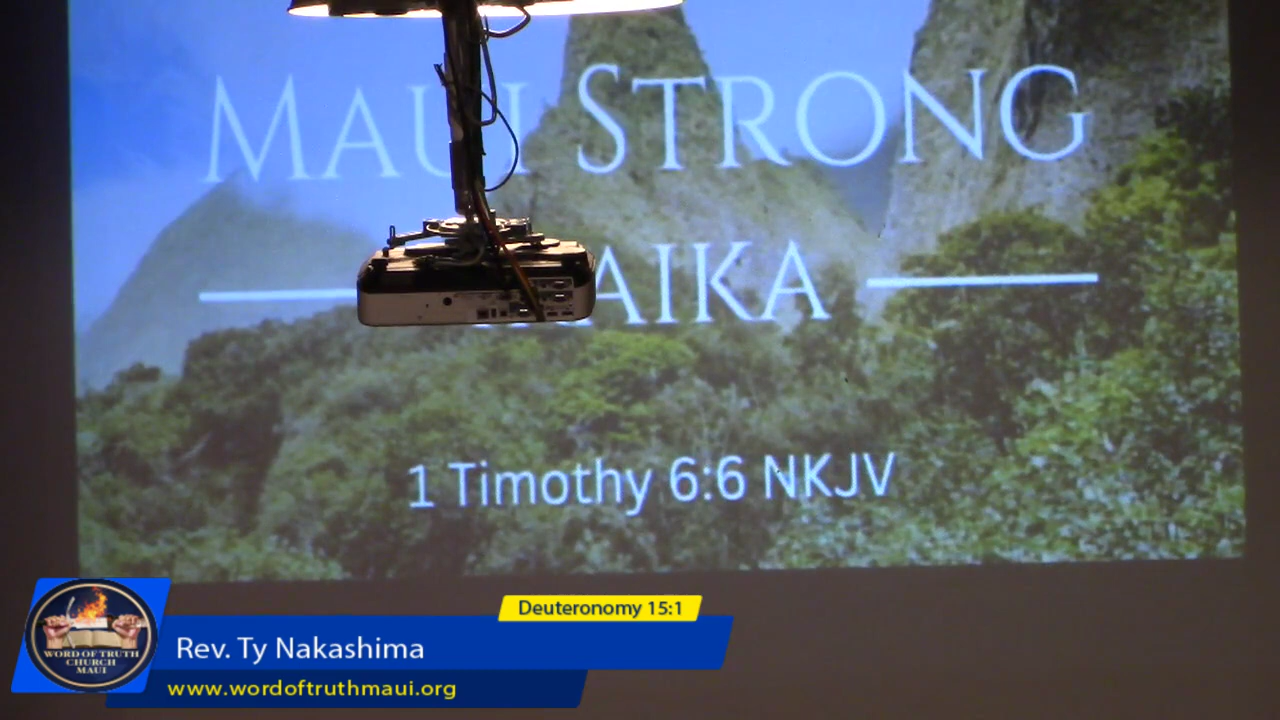 MAUI STRONG
AIKA
1 Timothy 6:6 NKJV
Deuteronomy 15:1
Rev. Ty Nakashima
www.wordoftruthmaui.org
WORD OF TRUTH
CHURCH
MAUI